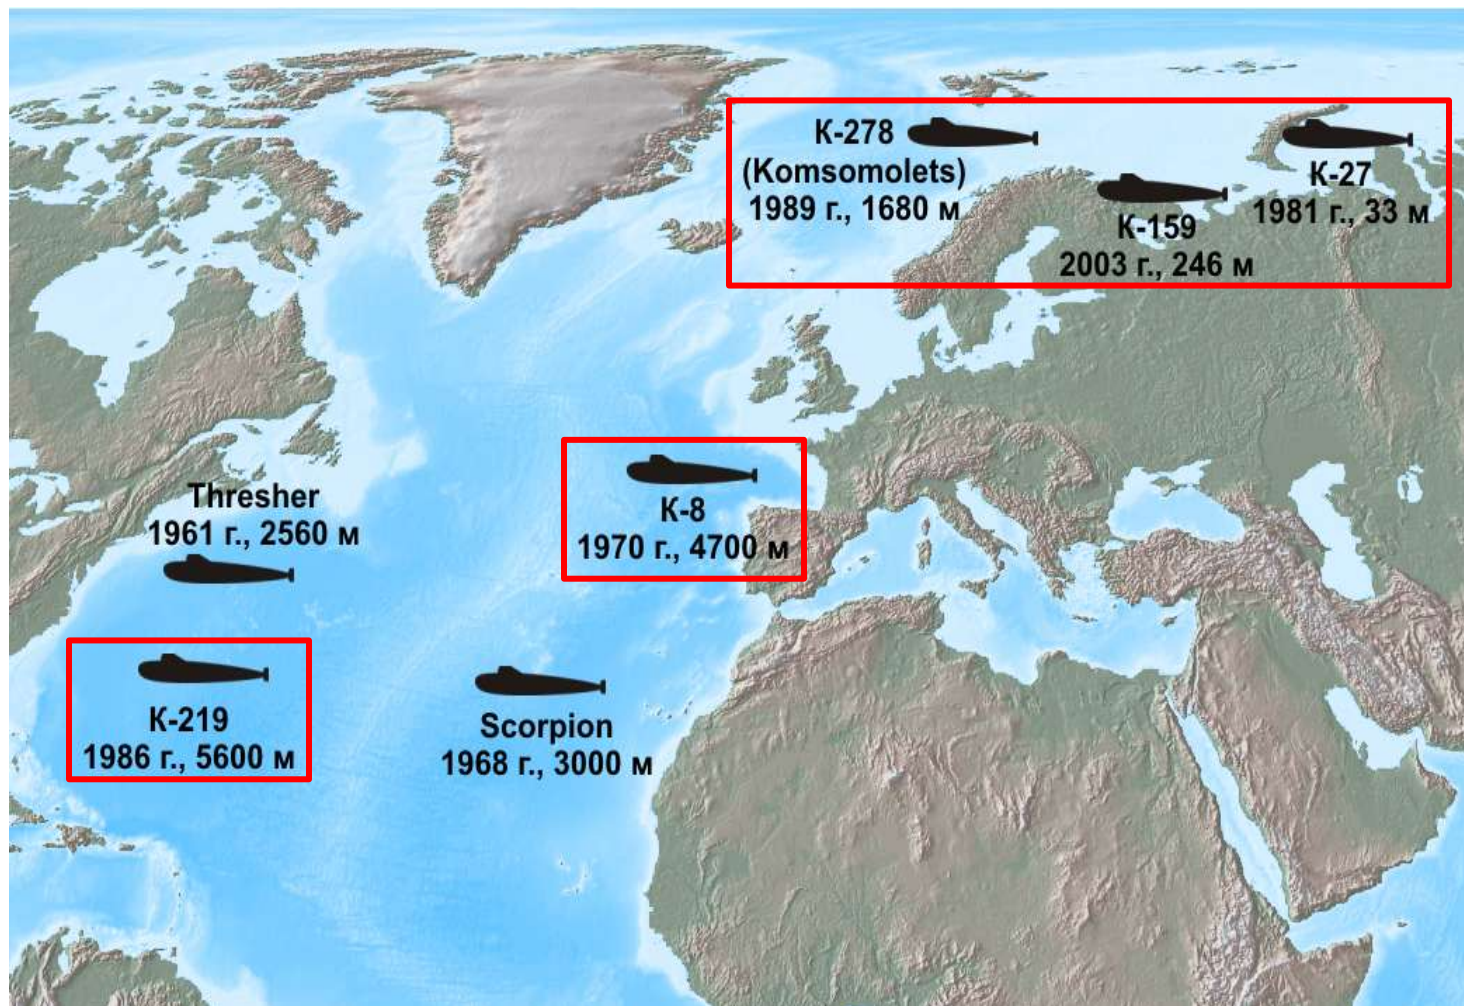 К-278
(Komsomolets)
1989 г., 1680 м
К-27
1981 г., 33 м
К-159
2003 г., 246 м
К-8
1970 г., 4700 м
Thresher
1961 г., 2560 м
К-219
1986 г., 5600 м
Scorpion
1968 г., 3000 м